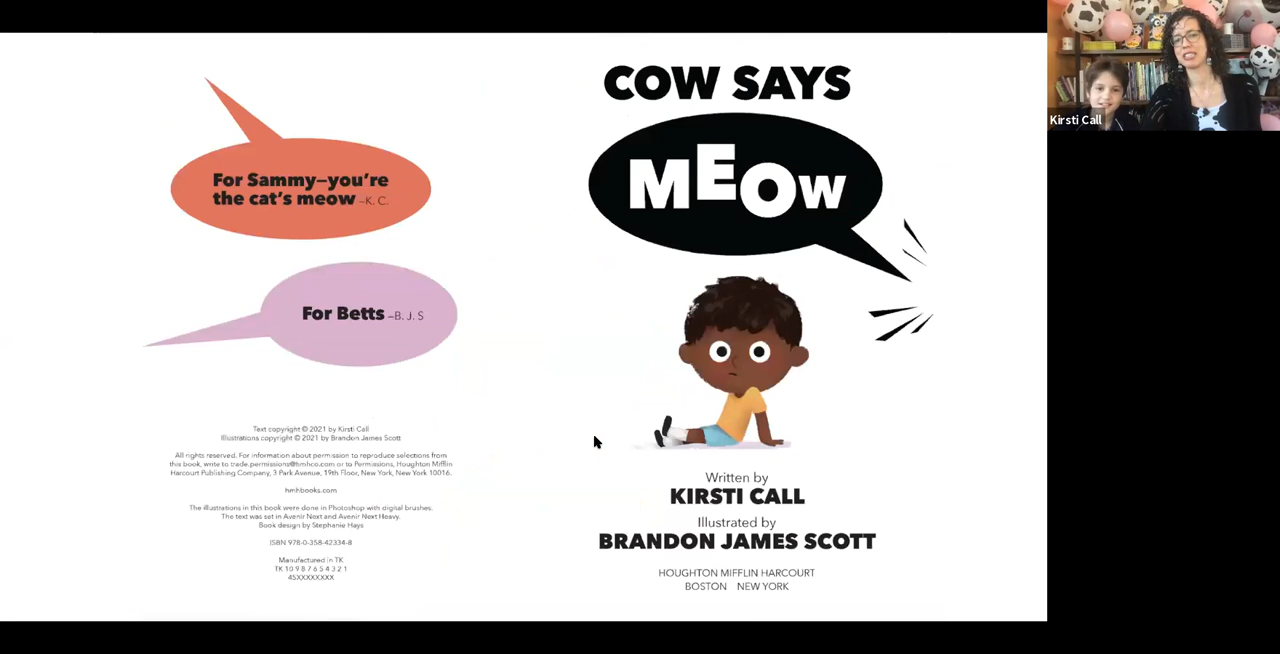 For Sammy—you're
the cat's meow –K. C.
For Betts –B. J. S
Text copyright © 2021 by Kirsti Call
Illustrations copyright © 2021 by Brandon James Scott
All rights reserved. For information about permission to reproduce selections from
this book, write to trade.permissions@hmhco.com or to Permissions, Houghton Mifflin
Harcourt Publishing Company, 3 Park Avenue, 19th Floor, New York, New York 10016.
hmhbooks.com
The illustrations in this book were done in Photoshop with digital brushes.
The text was set in Avenir Next and Avenir Next Heavy.
Book design by Stephanie Hays
ISBN 978-0-358-42334-8
Manufactured in TK
TK 10 9 8 7 6 5 4 3 2 1
45XXXXXXXX
COW SAYS
MEOW
Written by
KIRSTI CALL
Illustrated by
BRANDON JAMES SCOTT
HOUGHTON MIFFLIN HARCOURT
BOSTON NEW YORK
Kirsti Call